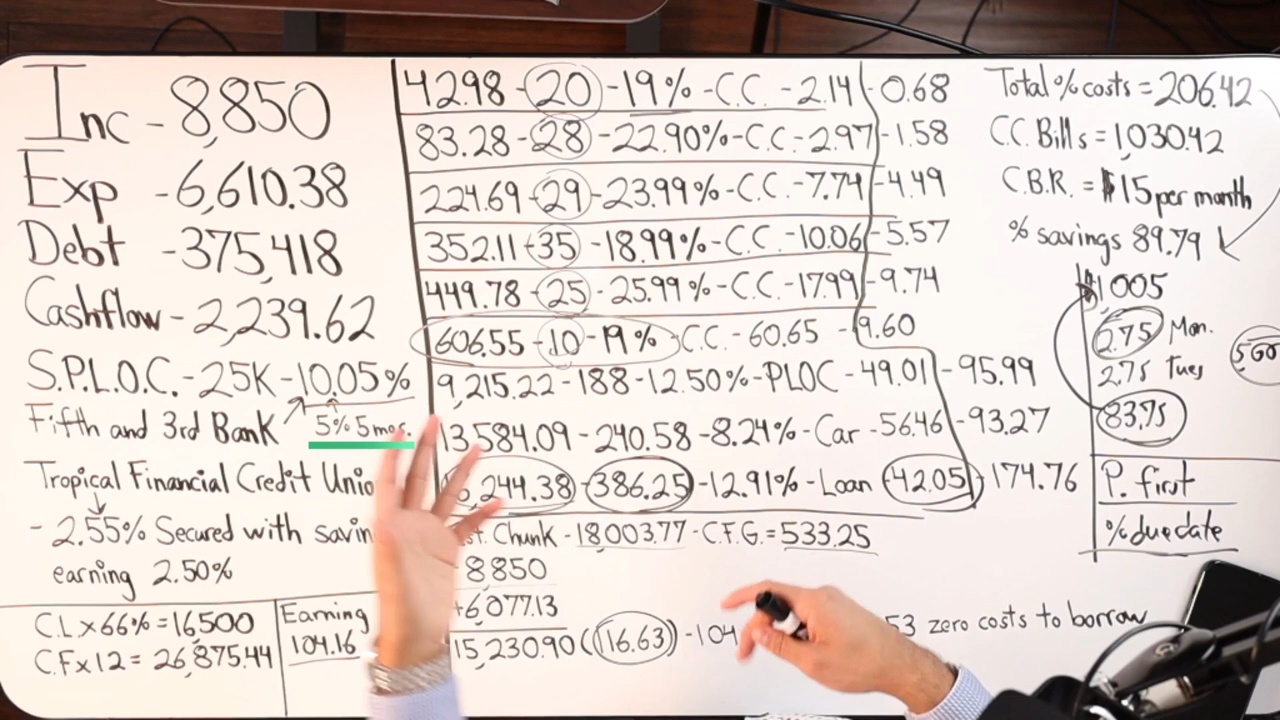 Inc - 8,850
Exp - 6,610.38
Debt - 375,418
Cashflow - 2,239.62
S.P.L.O.C. - 25K - 10.05%
Fifth and 3rd Bank 5% 5 mos.
Tropical Financial Credit
- 2.55% Secured with
earning 2.50%
C.L x 66% = 16,500
C.F x 12 = 26,875.44
Earning
104.16
42.98 - 20 - 19% - C.C. - 2.14 - 0.68
83.28 - 28 - 22.90% - C.C. - 2.97 - 1.58
224.69 - 29 - 23.99% - C.C. - 7.74 - 4.49
352.11 - 35 - 18.99% - C.C. - 10.06 - 5.57
449.78 - 25 - 25.99% - C.C. - 17.99 - 9.74
606.55 - 10 - 19% - C.C. - 60.65 - 9.60
9,215.22 - 188 - 12.50% - PLOC - 49.01 - 95.99
13,584.09 - 240.58 - 8.24% - Car - 56.46 - 93.27
,244.38 - 386.25 - 12.91% - Loan - 42.05 - 174.76
Chunk - 18,003.77 - C.F.G. = 533.25
8,850
+6,077.13
15,230.90 (116.63) - 104
53 zero costs to borrow
Total % costs = 206.42
C.C. Bills = 1,030.42
C.B.R. = $15 per month
% savings 89.79
$1005
2.75 Mon.
2.75 Tues
83.75
500
P. first
% due date